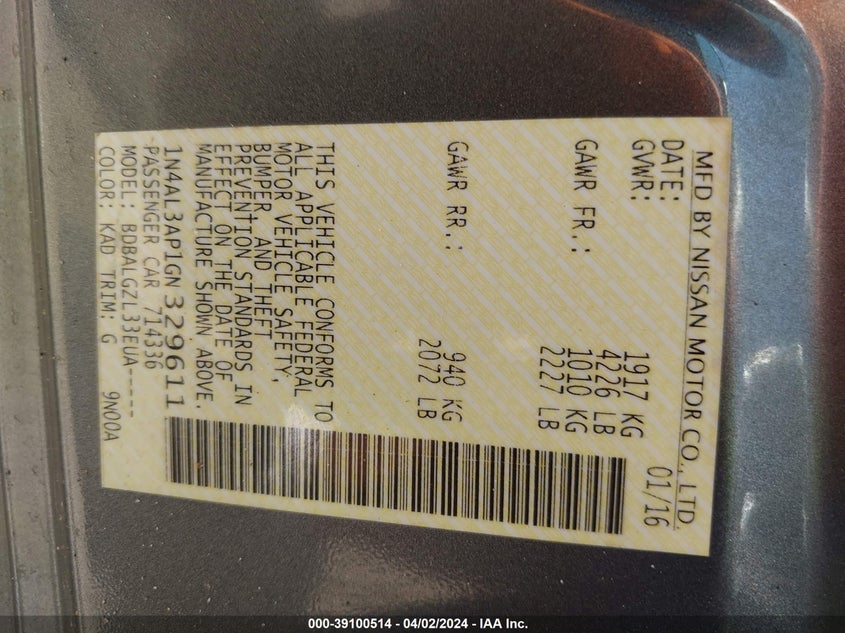 MFD BY NISSAN MOTOR CO., LTD.
DATE: 01/16
GVWR: 1917 KG
4226 LB
GAWR FR.: 1010 KG
2227 LB
GAWR RR.: 940 KG
2072 LB
THIS VEHICLE CONFORMS TO
ALL APPLICABLE FEDERAL
MOTOR VEHICLE SAFETY,
BUMPER, AND THEFT
PREVENTION STANDARDS IN
EFFECT ON THE DATE OF
MANUFACTURE SHOWN ABOVE.
1N4AL3AP1GN329611
PASSENGER CAR 714336
MODEL: BDBALGZL33EUA-----
COLOR: KAD TRIM: G 9N00A
000-39100514 - 04/02/2024 - IAA Inc.